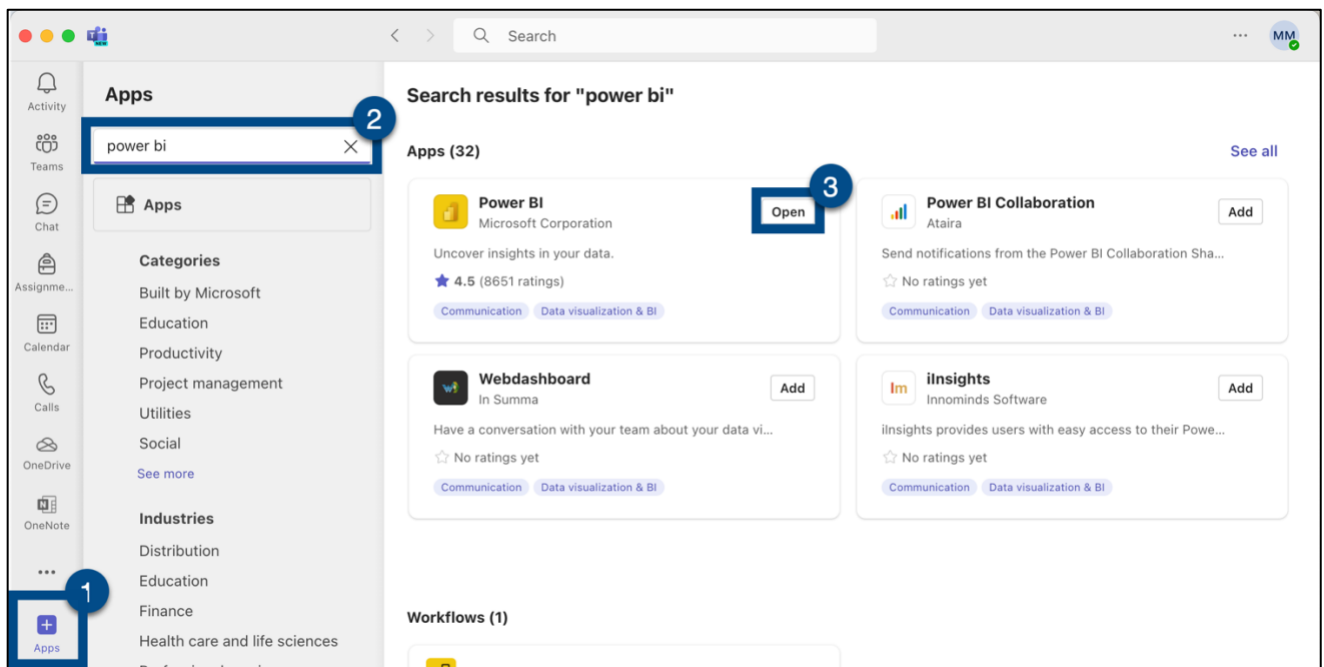 NEW
Search
MM
Activity
Teams
Chat
Assignme...
Calendar
Calls
OneDrive
OneNote
1
Apps
Apps
2
power bi
Apps
Categories
Built by Microsoft
Education
Productivity
Project management
Utilities
Social
See more
Industries
Distribution
Education
Finance
Health care and life sciences
Search results for "power bi"
Apps (32)
See all
Power BI
Microsoft Corporation
3
Open
Uncover insights in your data.
4.5 (8651 ratings)
Communication Data visualization & BI
Power BI Collaboration
Ataira
Add
Send notifications from the Power BI Collaboration Sha...
No ratings yet
Communication Data visualization & BI
Webdashboard
In Summa
Add
Have a conversation with your team about your data vi...
No ratings yet
Communication Data visualization & BI
Im
iInsights
Innominds Software
Add
iInsights provides users with easy access to their Powe...
No ratings yet
Communication Data visualization & BI
Workflows (1)